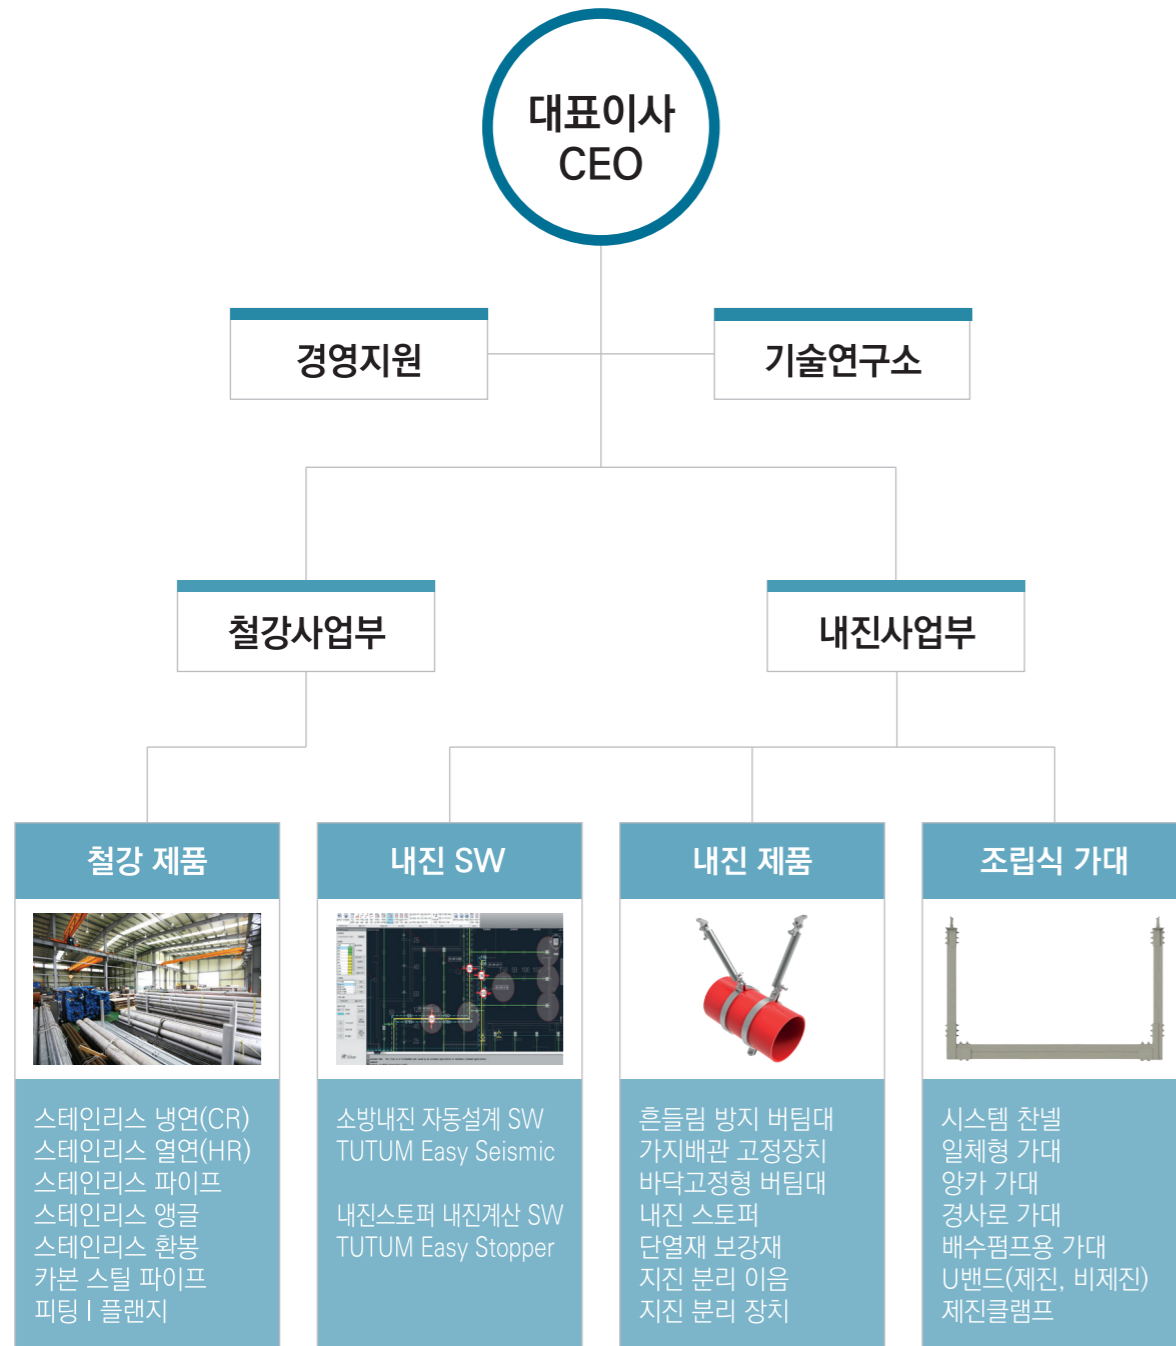 대표이사
CEO
경영지원
기술연구소
철강사업부
내진사업부
철강 제품
스테인리스 냉연(CR)
스테인리스 열연(HR)
스테인리스 파이프
스테인리스 앵글
스테인리스 환봉
카본 스틸 파이프
피팅 | 플랜지
내진 SW
소방내진 자동설계 SW
TUTUM Easy Seismic
내진스토퍼 내진계산 SW
TUTUM Easy Stopper
내진 제품
흔들림 방지 버팀대
가지배관 고정장치
바닥고정형 버팀대
내진 스토퍼
단열재 보강재
지진 분리 이음
지진 분리 장치
조립식 가대
시스템 찬넬
일체형 가대
앙카 가대
경사로 가대
배수펌프용 가대
U밴드(제진, 비제진)
제진클램프